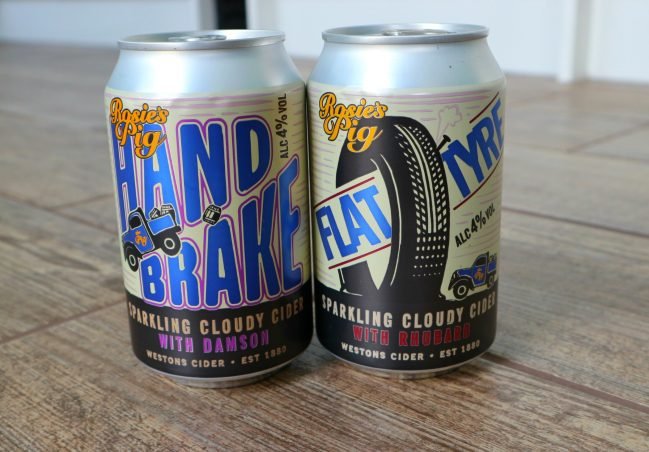 Rosie's
Pig
HAND
BRAKE
ALC 4% VOL
Pig
SPARKLING CLOUDY CIDER
WITH DAMSON
WESTONS CIDER • EST 1880
Rosie's
Pig
FLAT
TYRE
ALC 4% VOL
SPARKLING CLOUDY CIDER
WITH RHUBARB
WESTONS CIDER • EST 1880